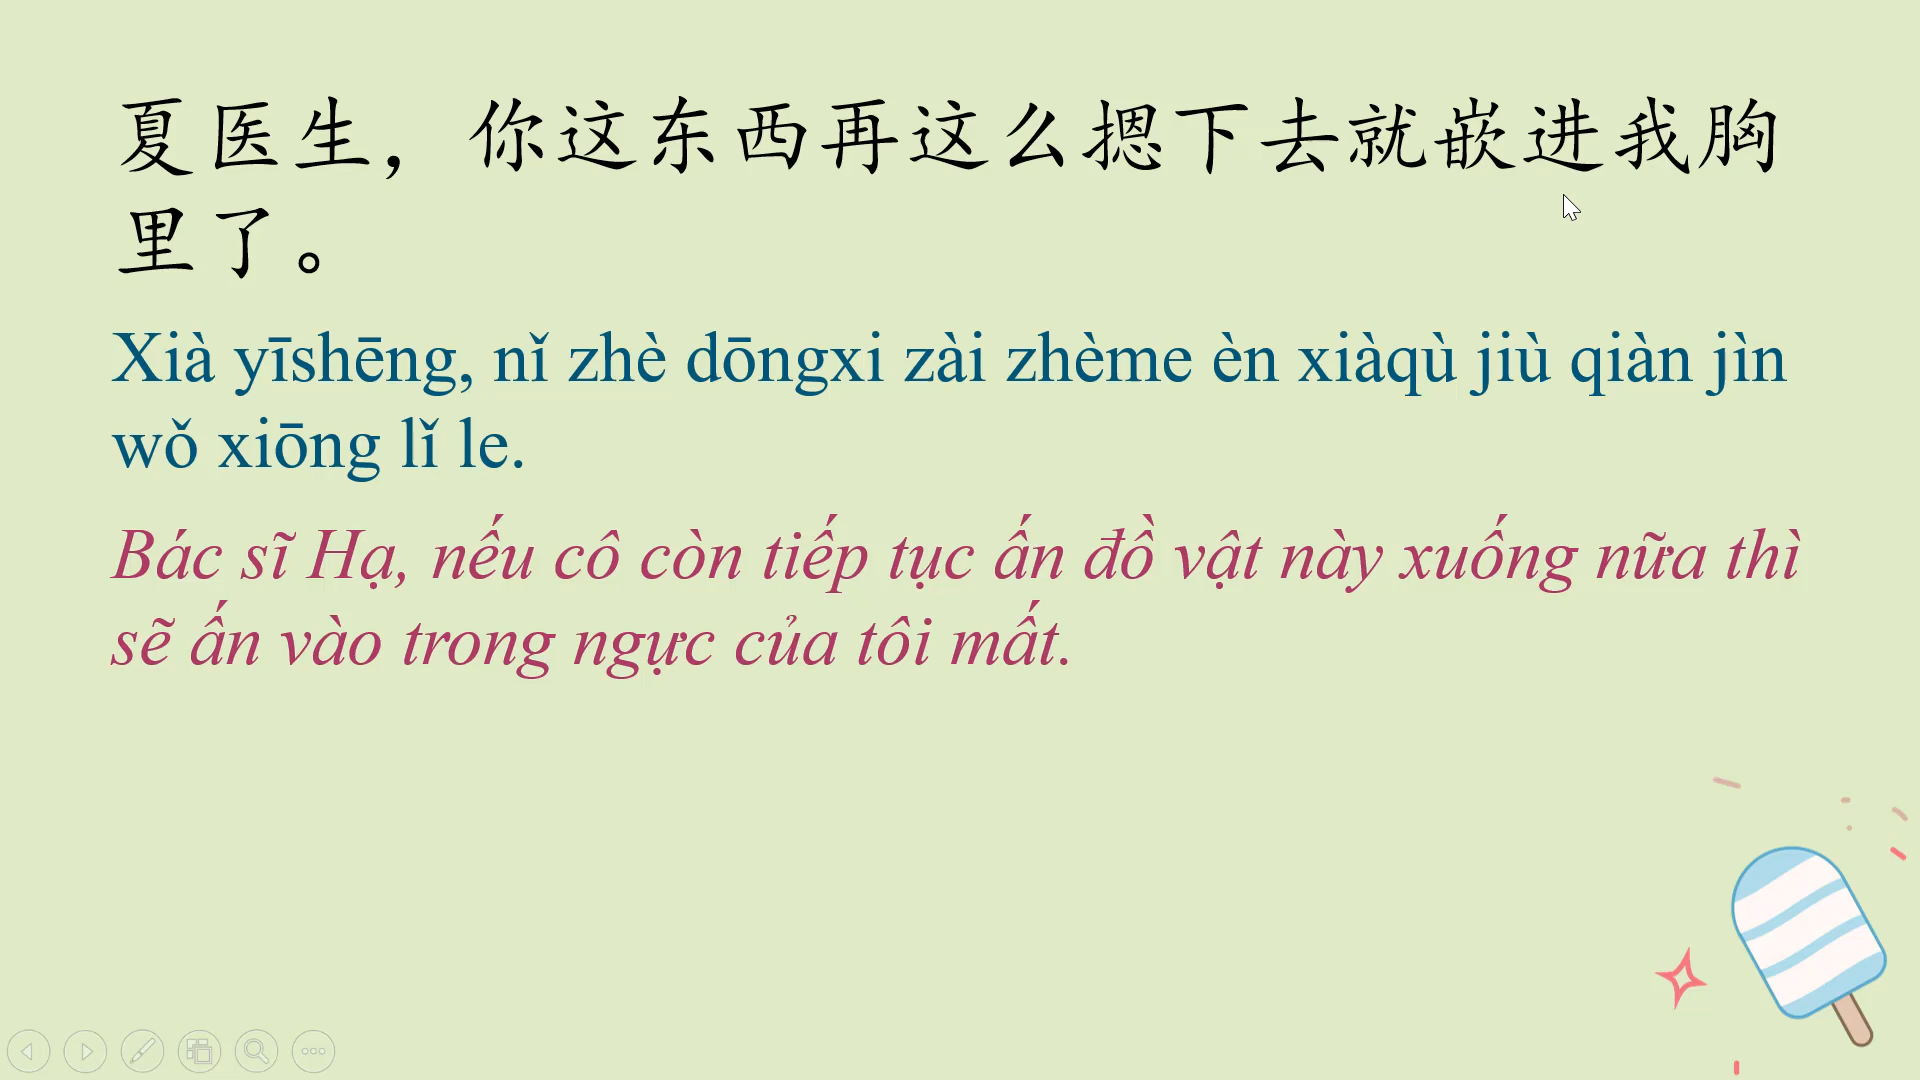 夏医生，你这东西再这么摁下去就嵌进我胸
里了。
Xià yīshēng, nǐ zhè dōngxi zài zhème èn xiàqù jiù qiàn jìn
wǒ xiōng lǐ le.
Bác sĩ Hạ, nếu cô còn tiếp tục ấn đồ vật này xuống nữa thì
sẽ ấn vào trong ngực của tôi mất.